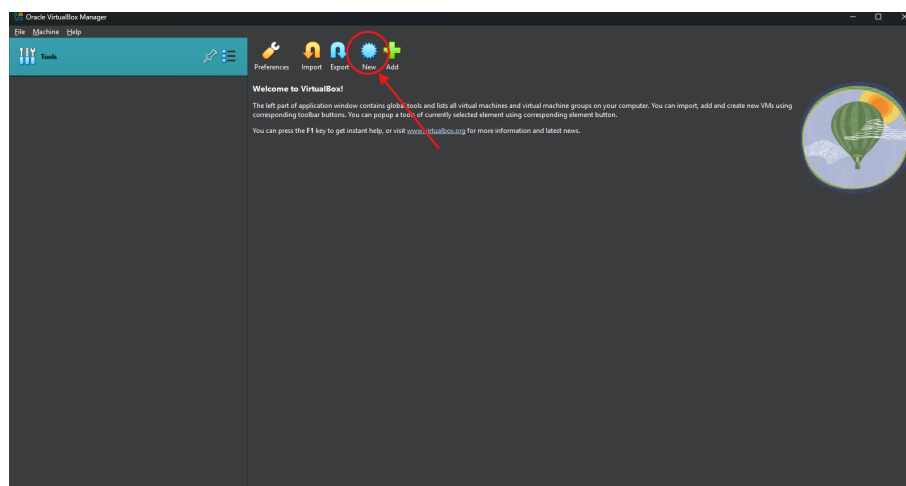 Oracle VirtualBox Manager
File Machine Help
Tools
Preferences Import Export New Add
Welcome to VirtualBox!
The left part of application window contains global tools and lists all virtual machines and virtual machine groups on your computer. You can import, add and create new VMs using
corresponding toolbar buttons. You can popup a tools of currently selected element using corresponding element button.
You can press the F1 key to get instant help, or visit www.virtualbox.org for more information and latest news.